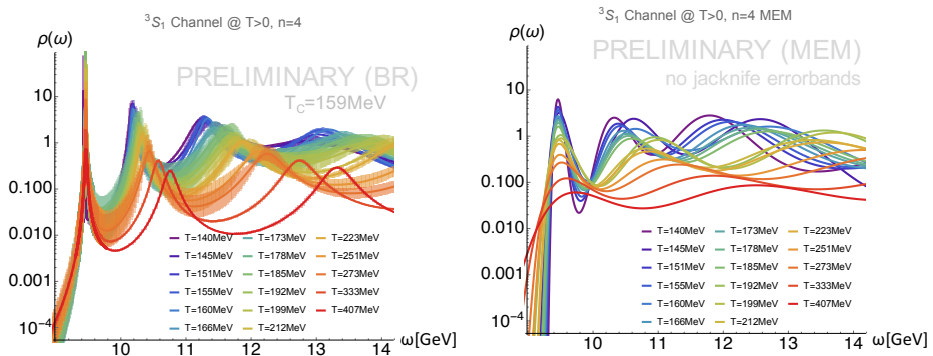 ³S₁ Channel @ T>0, n=4
ρ(ω)
PRELIMINARY (BR)
T_C=159MeV
10
1
0.100
0.010
0.001
10⁻⁴
T=140MeV T=173MeV T=223MeV
T=145MeV T=178MeV T=251MeV
T=151MeV T=185MeV T=273MeV
T=155MeV T=192MeV T=333MeV
T=160MeV T=199MeV T=407MeV
T=166MeV T=212MeV
10 11 12 13 14 ω[GeV]
³S₁ Channel @ T>0, n=4 MEM
ρ(ω)
PRELIMINARY (MEM)
no jacknife errorbands
10
1
0.100
0.010
0.001
10⁻⁴
T=140MeV T=173MeV T=223MeV
T=145MeV T=178MeV T=251MeV
T=151MeV T=185MeV T=273MeV
T=155MeV T=192MeV T=333MeV
T=160MeV T=199MeV T=407MeV
T=166MeV T=212MeV
10 11 12 13 14 ω[GeV]